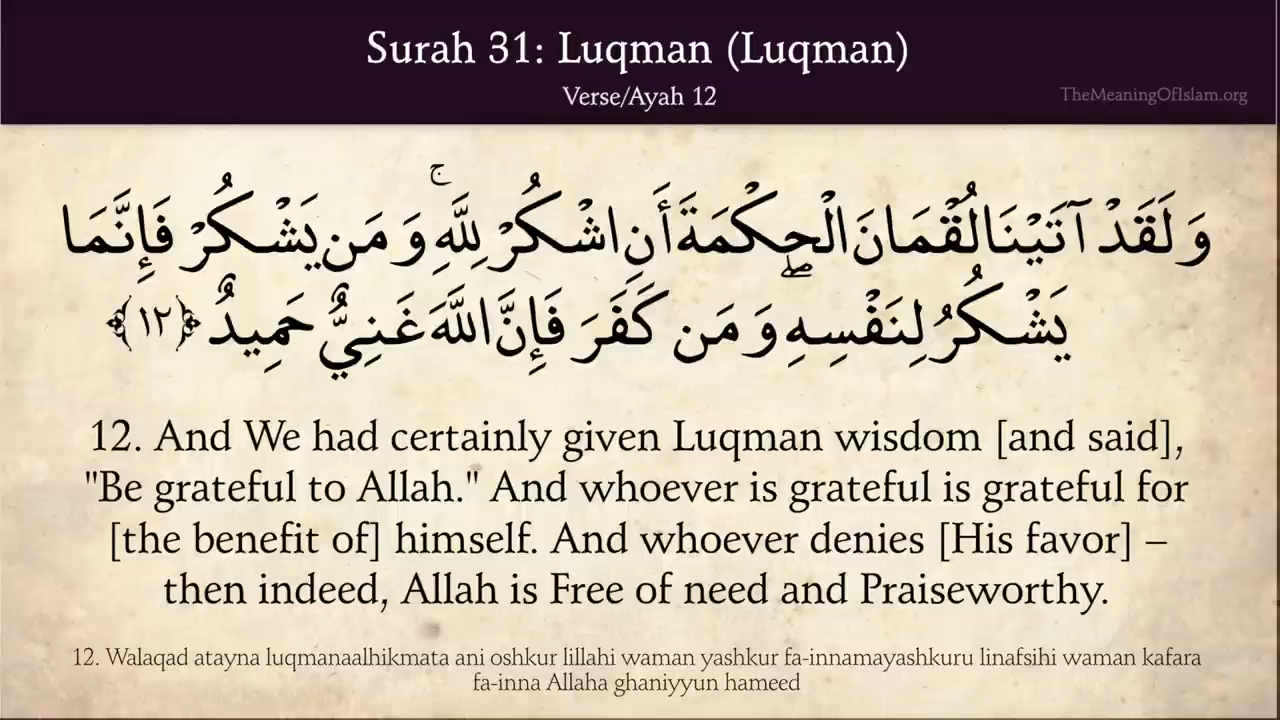 Surah 31: Luqman (Luqman)
Verse/Ayah 12
TheMeaningOfIslam.org
وَلَقَدْ آتَيْنَا لُقْمَانَ الْحِكْمَةَ أَنِ اشْكُرْ لِلَّهِ ۚ وَمَن يَشْكُرْ فَإِنَّمَا
يَشْكُرُ لِنَفْسِهِ ۖ وَمَن كَفَرَ فَإِنَّ اللَّهَ غَنِيٌّ حَمِيدٌ ﴿١٢﴾
12. And We had certainly given Luqman wisdom [and said],
"Be grateful to Allah." And whoever is grateful is grateful for
[the benefit of] himself. And whoever denies [His favor] –
then indeed, Allah is Free of need and Praiseworthy.
12. Walaqad atayna luqmanaalhikmata ani oshkur lillahi waman yashkur fa-innamayashkuru linafsihi waman kafara
fa-inna Allaha ghaniyyun hameed